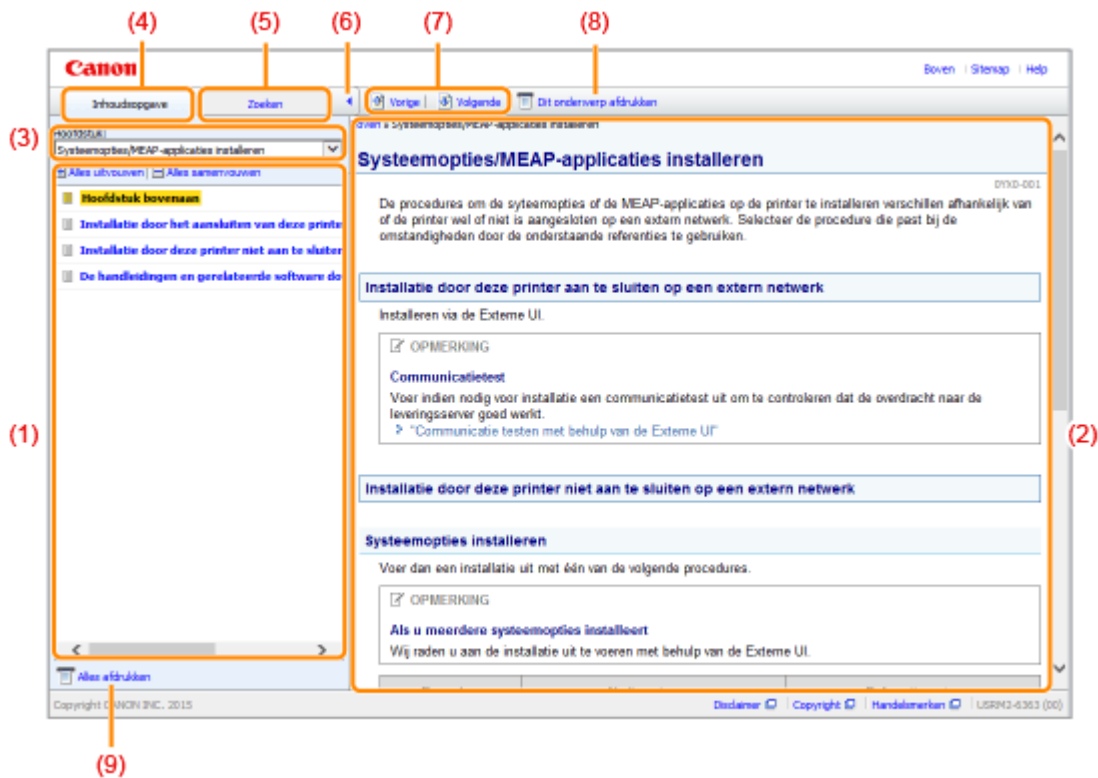 (4) (5) (6) (7) (8)
Canon
Boven Sitemap Help
Inhoudsopgave Zoeken Vorige Volgende Dit onderwerp afdrukken
(3)
Hoofdstuk:
Systeemopties/MEAP-applicaties installeren
Alles uitvouwen Alles samenvouwen
Hoofdstuk bovenaan
Installatie door het aansluiten van deze printe
Installatie door deze printer niet aan te sluiter
De handleidingen en gerelateerde software do
(1)
Alles afdrukken
Boven » Systeemopties/MEAP-applicaties installeren
Systeemopties/MEAP-applicaties installeren
DYXD-001
De procedures om de syteemopties of de MEAP-applicaties op de printer te installeren verschillen afhankelijk van
of de printer wel of niet is aangesloten op een extern netwerk. Selecteer de procedure die past bij de
omstandigheden door de onderstaande referenties te gebruiken.
Installatie door deze printer aan te sluiten op een extern netwerk
Installeren via de Externe UI.
OPMERKING
Communicatietest
Voer indien nodig voor installatie een communicatietest uit om te controleren dat de overdracht naar de
leveringsserver goed werkt.
"Communicatie testen met behulp van de Externe UI"
(2)
Installatie door deze printer niet aan te sluiten op een extern netwerk
Systeemopties installeren
Voer dan een installatie uit met één van de volgende procedures.
OPMERKING
Als u meerdere systeemopties installeert
Wij raden u aan de installatie uit te voeren met behulp van de Externe UI.
Copyright CANON INC. 2015
Disclaimer Copyright Handelsmerken USRM2-6363 (00)
(9)